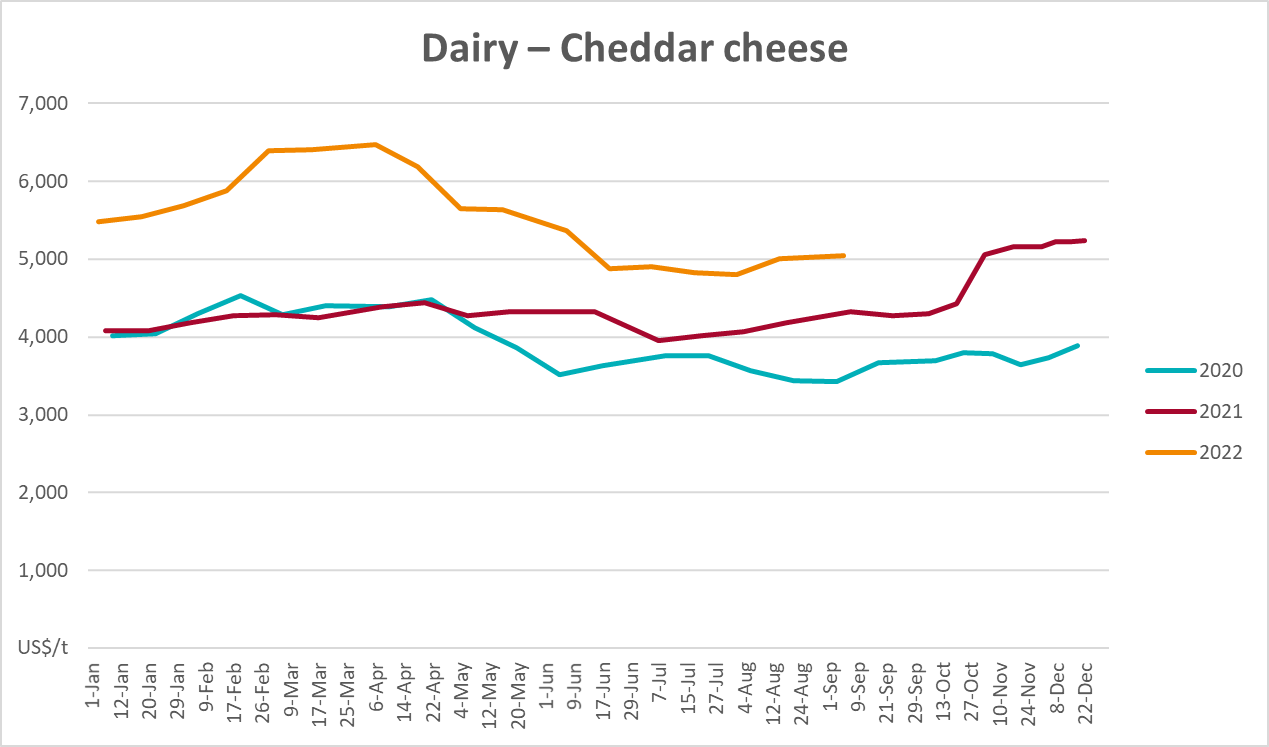 Dairy – Cheddar cheese
7,000
6,000
5,000
4,000
3,000
2,000
1,000
US$/t
1-Jan
12-Jan
20-Jan
29-Jan
9-Feb
17-Feb
26-Feb
9-Mar
17-Mar
25-Mar
6-Apr
14-Apr
22-Apr
4-May
12-May
20-May
1-Jun
9-Jun
17-Jun
29-Jun
7-Jul
15-Jul
27-Jul
4-Aug
12-Aug
24-Aug
1-Sep
9-Sep
21-Sep
29-Sep
13-Oct
27-Oct
10-Nov
24-Nov
8-Dec
22-Dec
2020
2021
2022